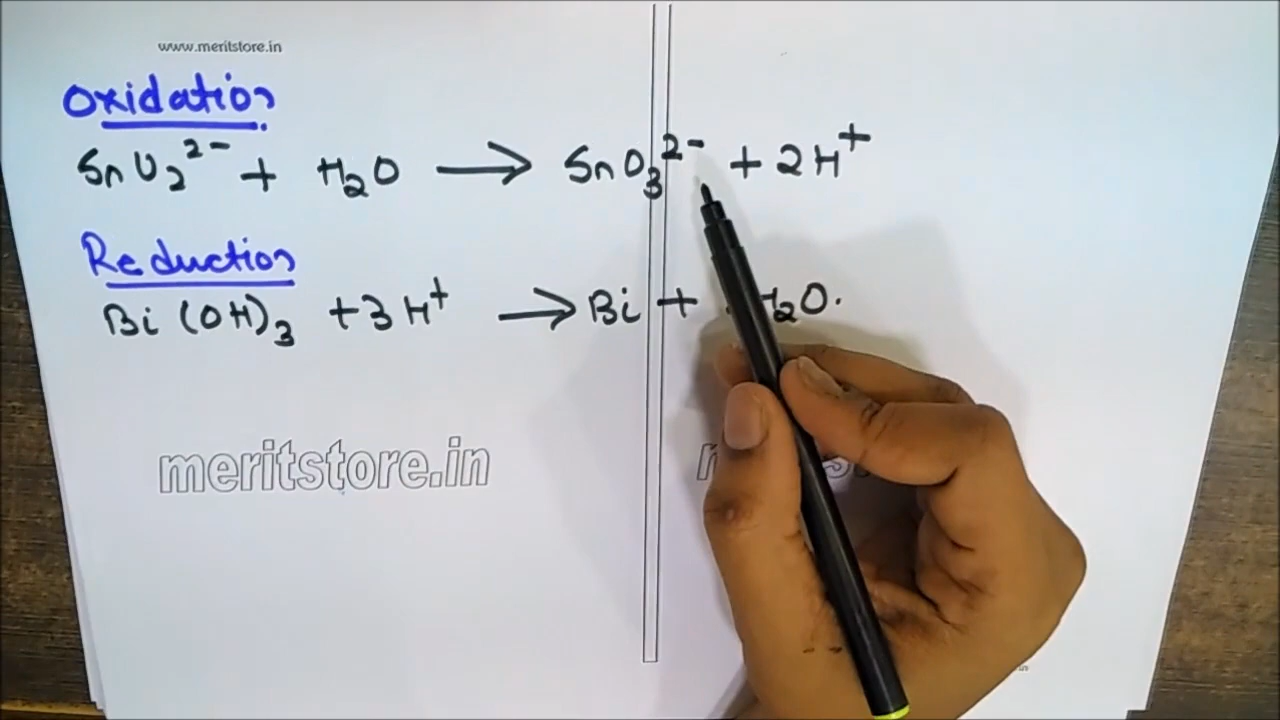 www.meritstore.in
Oxidation
SnO₂²⁻ + H₂O → SnO₃²⁻ + 2H⁺
Reduction
Bi(OH)₃ + 3H⁺ → Bi + H₂O.
meritstore.in